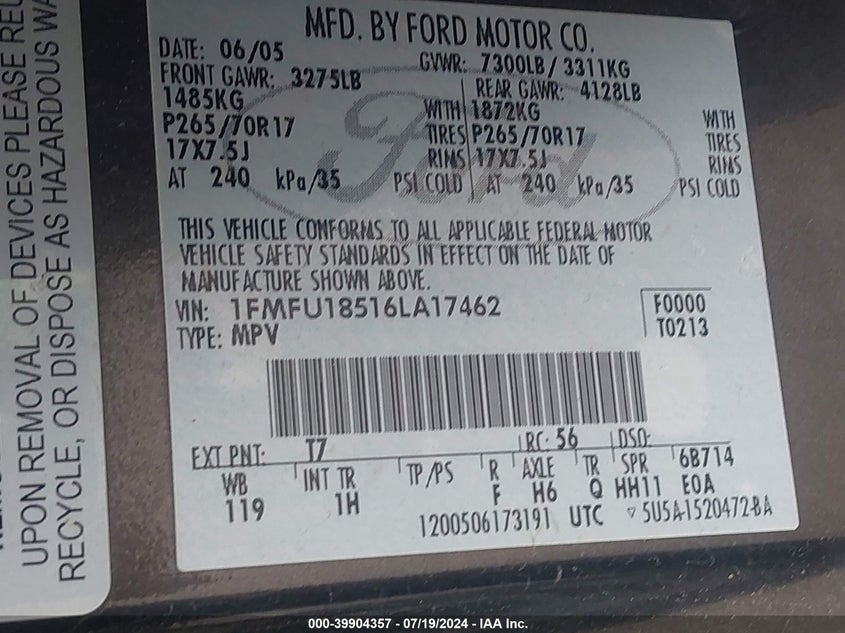 UPON REMOVAL OF DEVICES PLEASE
RECYCLE, OR DISPOSE AS HAZARDOUS
MFD. BY FORD MOTOR CO.
DATE: 06/05 GVWR: 7300LB/ 3311KG
FRONT GAWR: 3275LB REAR GAWR: 4128LB
1485KG WITH 1872KG WITH
P265/70R17 TIRES P265/70R17 TIRES
17X7.5J RIMS 17X7.5J RIMS
AT 240 kPa/35 PSI COLD AT 240 kPa/35 PSI COLD
Ford
THIS VEHICLE CONFORMS TO ALL APPLICABLE FEDERAL MOTOR
VEHICLE SAFETY STANDARDS IN EFFECT ON THE DATE OF
MANUFACTURE SHOWN ABOVE.
VIN: 1FMFU18516LA17462 F0000
TYPE: MPV T0213
EXT PNT: T7 RC: 56 DSO:
WB INT TR TP/PS R AXLE TR SPR 6B714
119 1H F H6 Q HH11 E0A
1200506173191 UTC ▽ 5U5A-1520472-BA
000-39904357 - 07/19/2024 - IAA Inc.